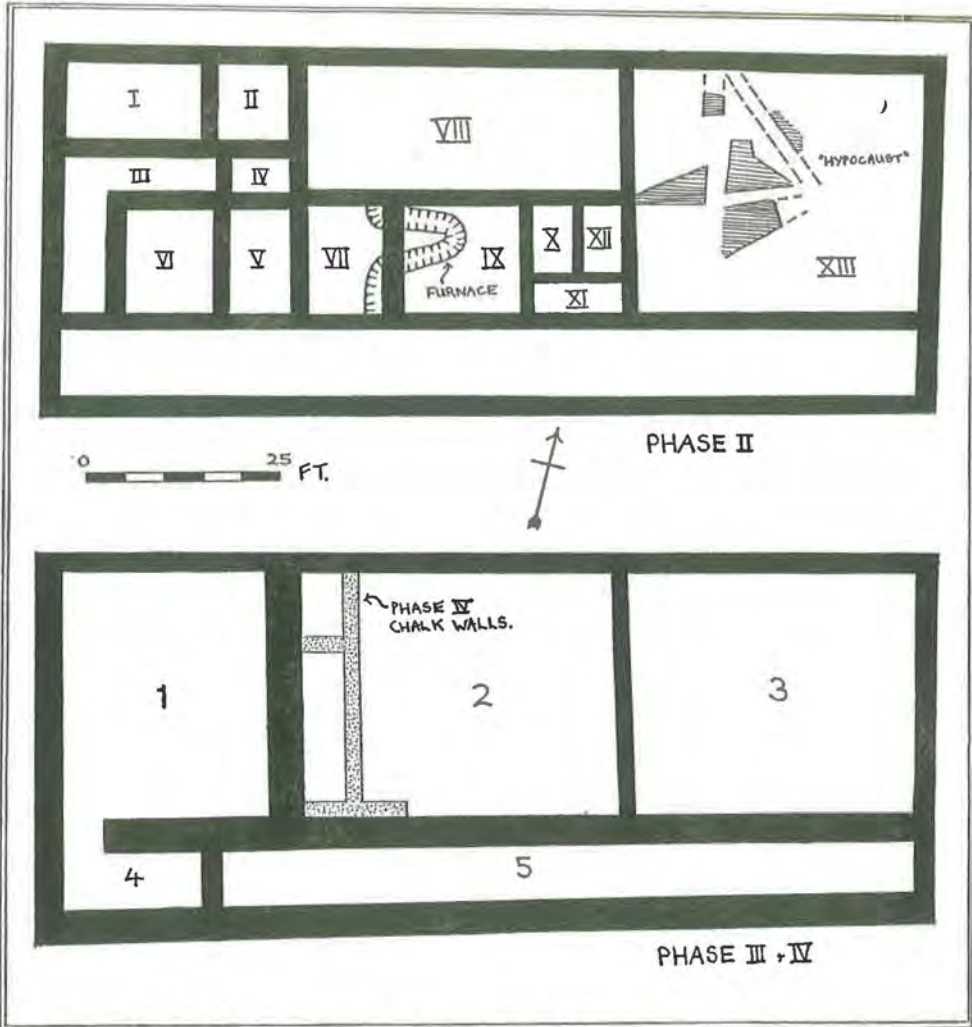 I
II
VIII
"HYPOCAUST"
III
IV
VI
V
VII
IX
X
XII
XI
XIII
FURNACE
PHASE II
0 25 FT.
PHASE IV
CHALK WALLS.
1
2
3
4
5
PHASE III + IV